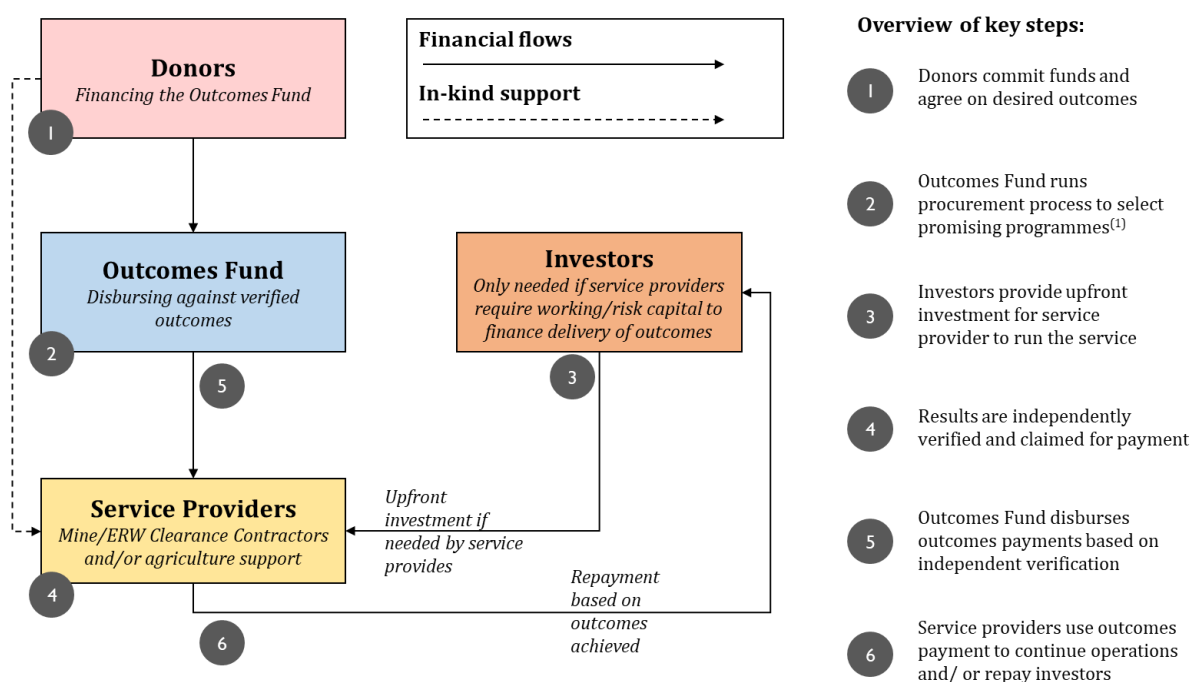 Donors
Financing the Outcomes Fund
1
Financial flows
In-kind support
Outcomes Fund
Disbursing against verified
outcomes
2
5
Investors
Only needed if service providers
require working/risk capital to
finance delivery of outcomes
3
Service Providers
Mine/ERW Clearance Contractors
and/or agriculture support
4
Upfront
investment if
needed by service
provides
6
Repayment
based on
outcomes
achieved
Overview of key steps:
1
Donors commit funds and
agree on desired outcomes
2
Outcomes Fund runs
procurement process to select
promising programmes(1)
3
Investors provide upfront
investment for service
provider to run the service
4
Results are independently
verified and claimed for payment
5
Outcomes Fund disburses
outcomes payments based on
independent verification
6
Service providers use outcomes
payment to continue operations
and/ or repay investors